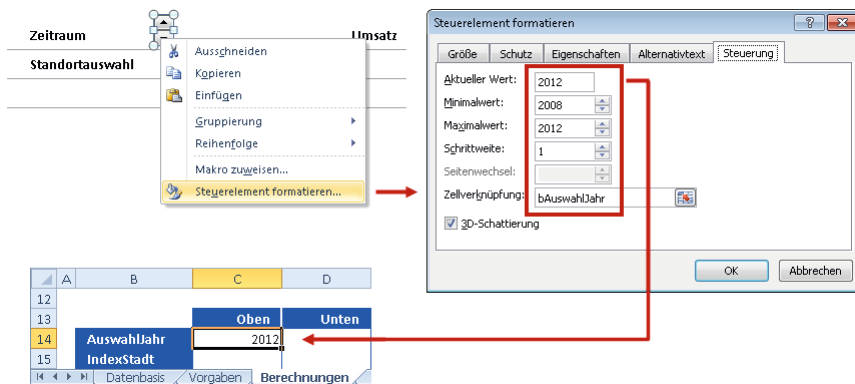 Zeitraum
Umsatz
Standortauswahl
Ausschneiden
Kopieren
Einfügen
Gruppierung
Reihenfolge
Makro zuweisen...
Steuerelement formatieren...
Steuerelement formatieren
Größe Schutz Eigenschaften Alternativtext Steuerung
Aktueller Wert: 2012
Minimalwert: 2008
Maximalwert: 2012
Schrittweite: 1
Seitenwechsel:
Zellverknüpfung: bAuswahlJahr
3D-Schattierung
OK Abbrechen
A B C D
12
13 Oben Unten
14 AuswahlJahr 2012
15 IndexStadt
Datenbasis Vorgaben Berechnungen